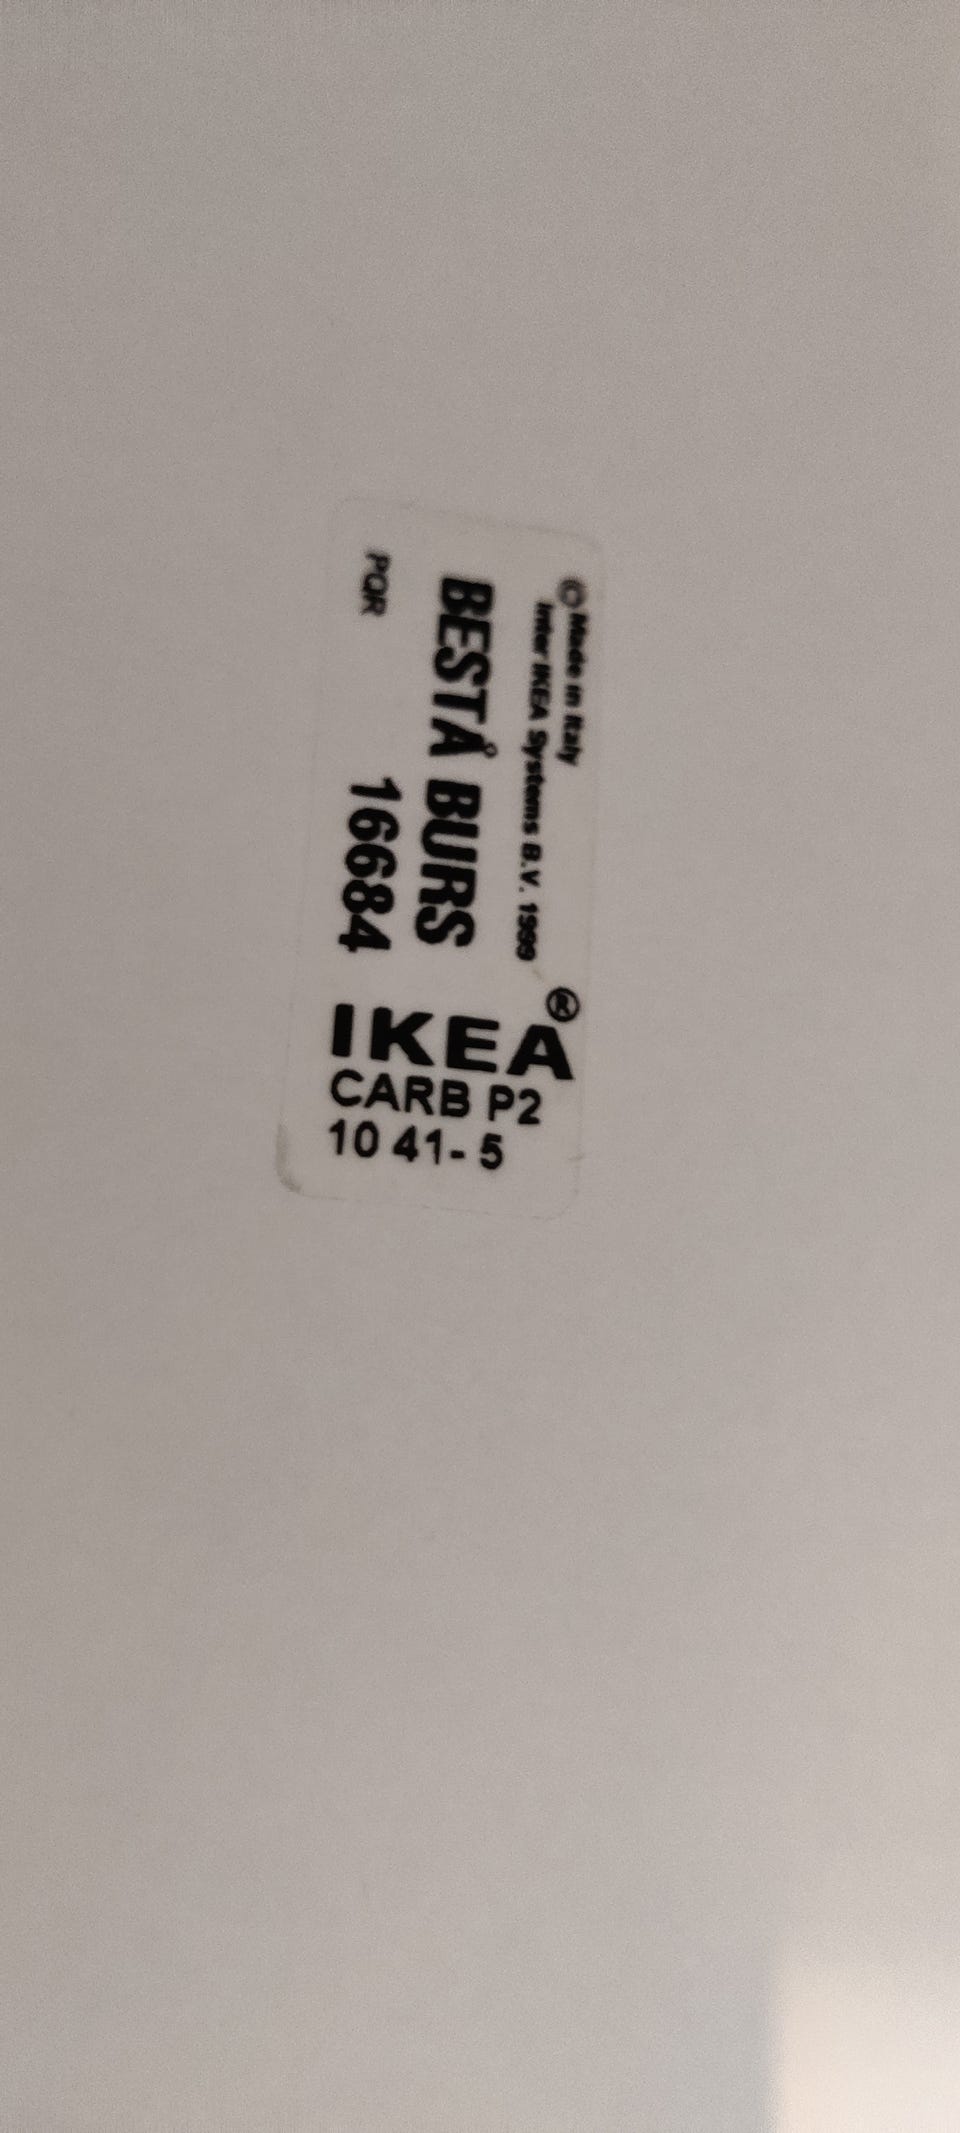 © Made in Italy
Inter IKEA Systems B.V. 1999
BESTÅ BURS
PQR 16684
IKEA®
CARB P2
10 41- 5